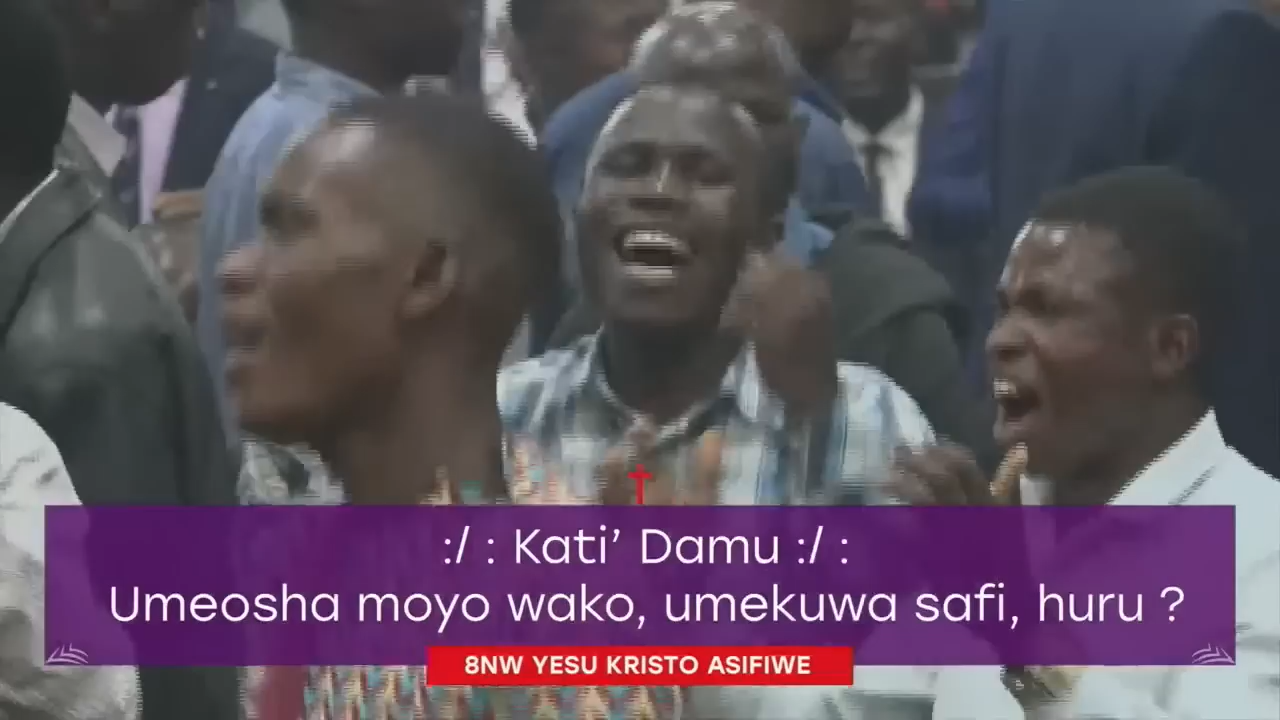 :/ : Kati’ Damu :/ :
Umeosha moyo wako, umekuwa safi, huru ?
8NW YESU KRISTO ASIFIWE